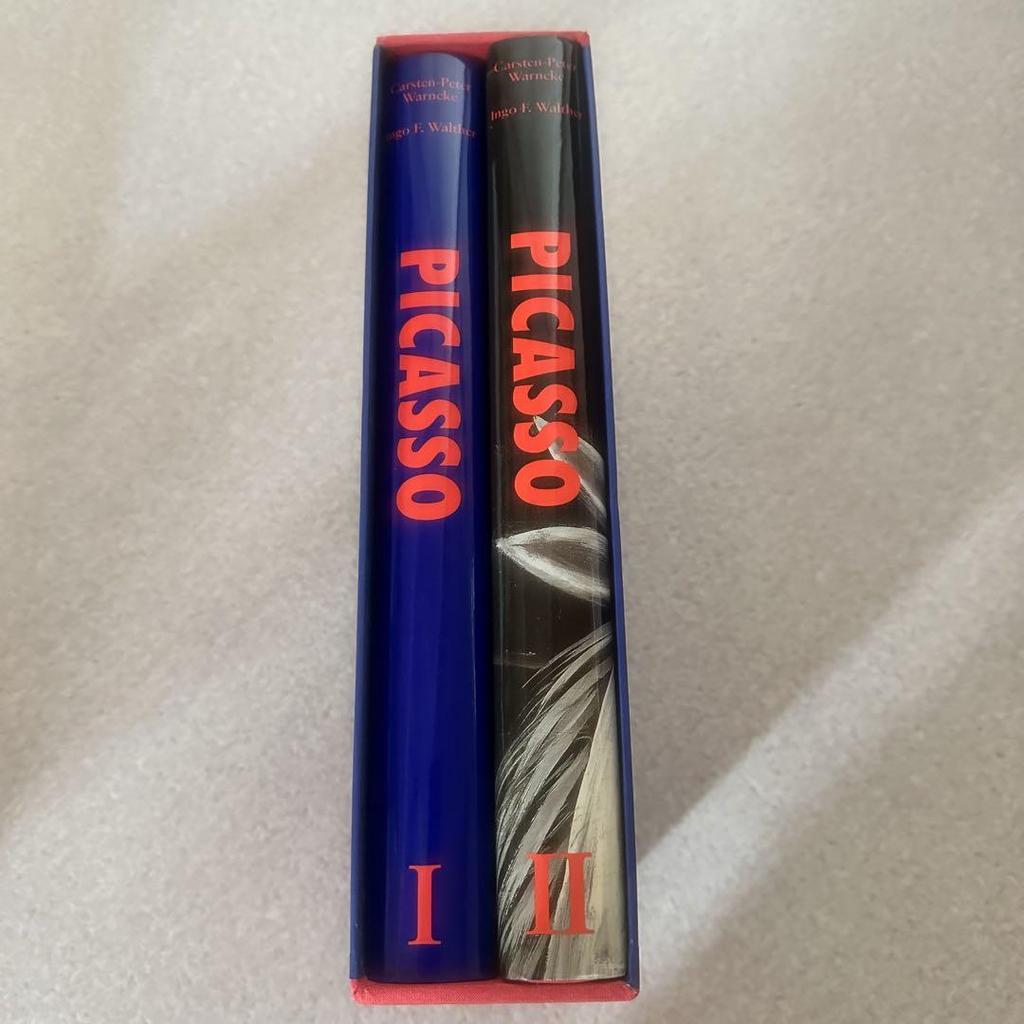 Carsten-Peter
Warncke
Ingo F. Walther
PICASSO
I
Carsten-Peter
Warncke
Ingo F. Walther
PICASSO
II